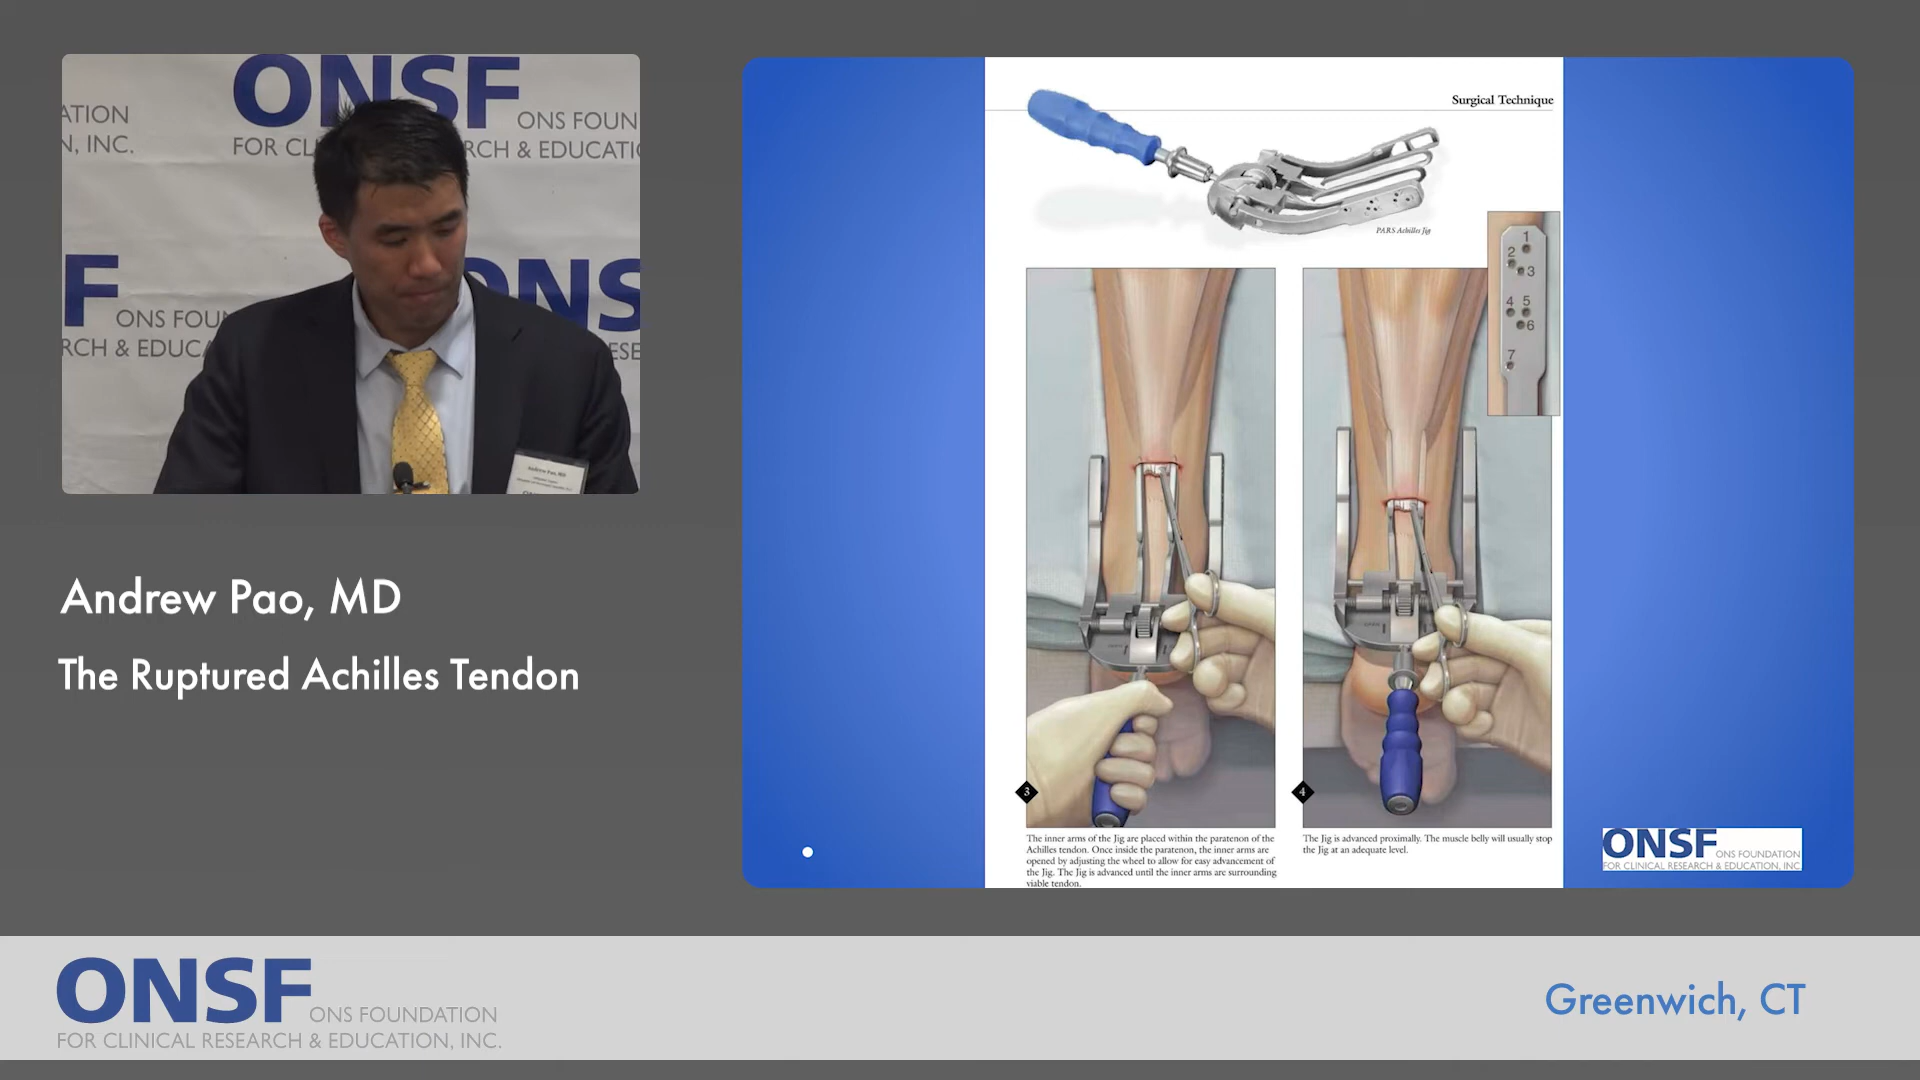 ATION
N, INC.
ONSF
ONS FOUN
FOR CL
RCH & EDUCATIO
F
ONS FOU
RCH & EDUCA
ONS
ESE
Andrew Pao, MD
Andrew Pao, MD
The Ruptured Achilles Tendon
Surgical Technique
PARS Achilles Jig
1
2
3
4 5
6
7
3
The inner arms of the Jig are placed within the paratenon of the
Achilles tendon. Once inside the paratenon, the inner arms are
opened by adjusting the wheel to allow for easy advancement of
the Jig. The Jig is advanced until the inner arms are surrounding
viable tendon.
4
The Jig is advanced proximally. The muscle belly will usually stop
the Jig at an adequate level.
ONSF ONS FOUNDATION
FOR CLINICAL RESEARCH & EDUCATION, INC
ONSF ONS FOUNDATION
FOR CLINICAL RESEARCH & EDUCATION, INC.
Greenwich, CT